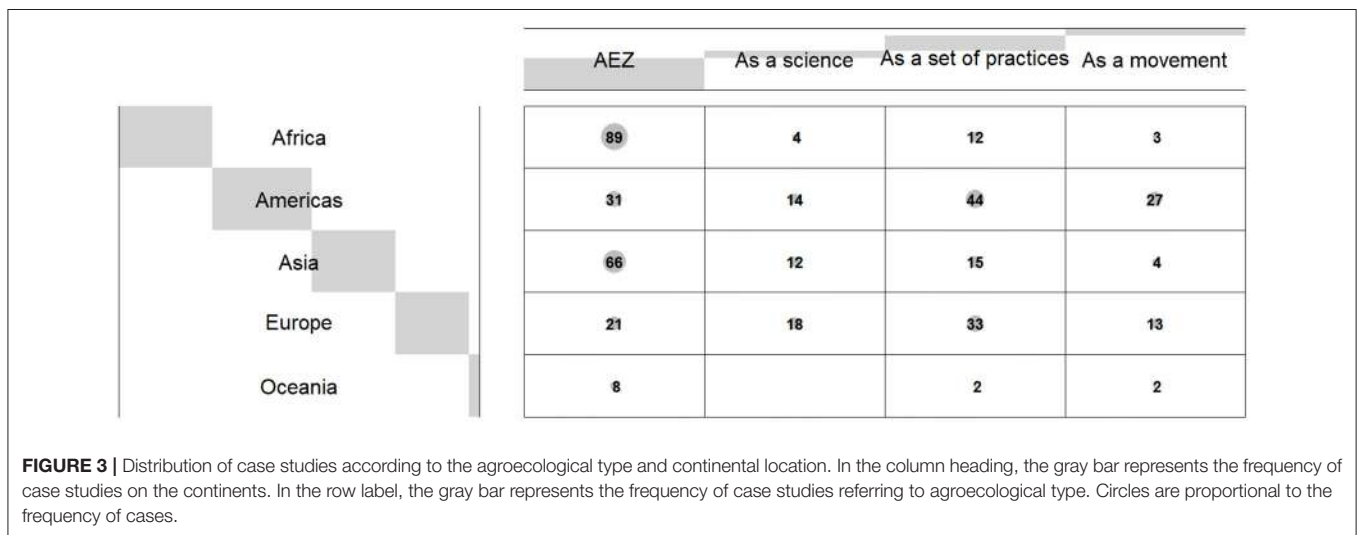 AEZ As a science As a set of practices As a movement
Africa 89 4 12 3
Americas 31 14 44 27
Asia 66 12 15 4
Europe 21 18 33 13
Oceania 8 2 2
FIGURE 3 | Distribution of case studies according to the agroecological type and continental location. In the column heading, the gray bar represents the frequency of
case studies on the continents. In the row label, the gray bar represents the frequency of case studies referring to agroecological type. Circles are proportional to the
frequency of cases.